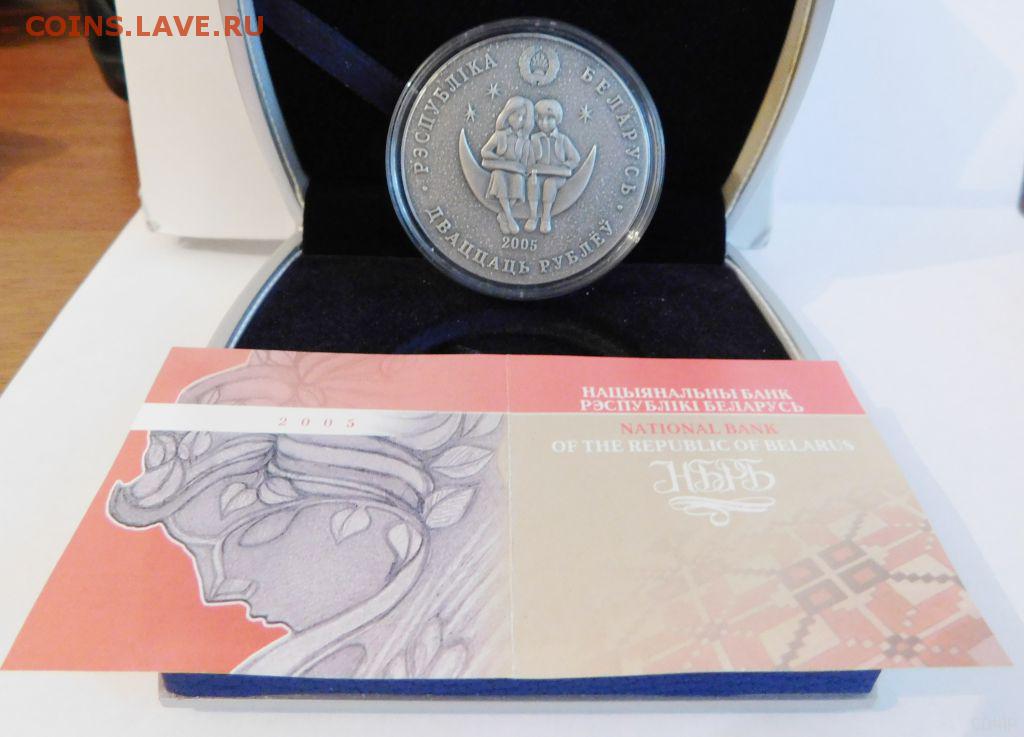 COINS.LAVE.RU
РЭСПУБЛІКА БЕЛАРУСЬ
2005
ДВАЦЦАЦЬ РУБЛЁЎ
2005
НАЦЫЯНАЛЬНЫ БАНК
РЭСПУБЛІКІ БЕЛАРУСЬ
NATIONAL BANK
OF THE REPUBLIC OF BELARUS
НБРБ